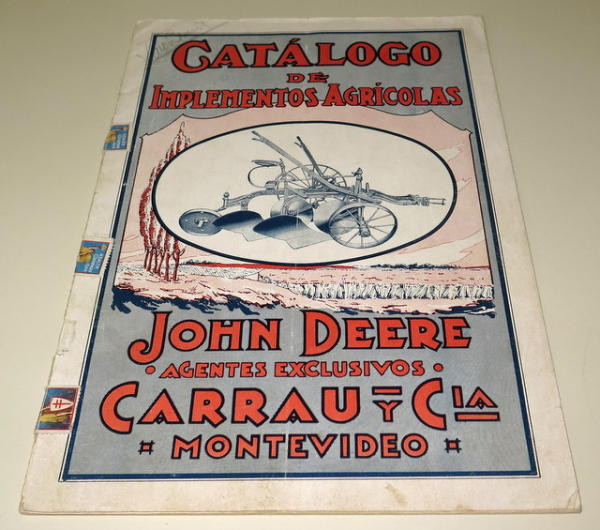 CATÁLOGO
DE
IMPLEMENTOS AGRÍCOLAS
JOHN DEERE
• AGENTES EXCLUSIVOS •
CARRAU Y CIA
MONTEVIDEO